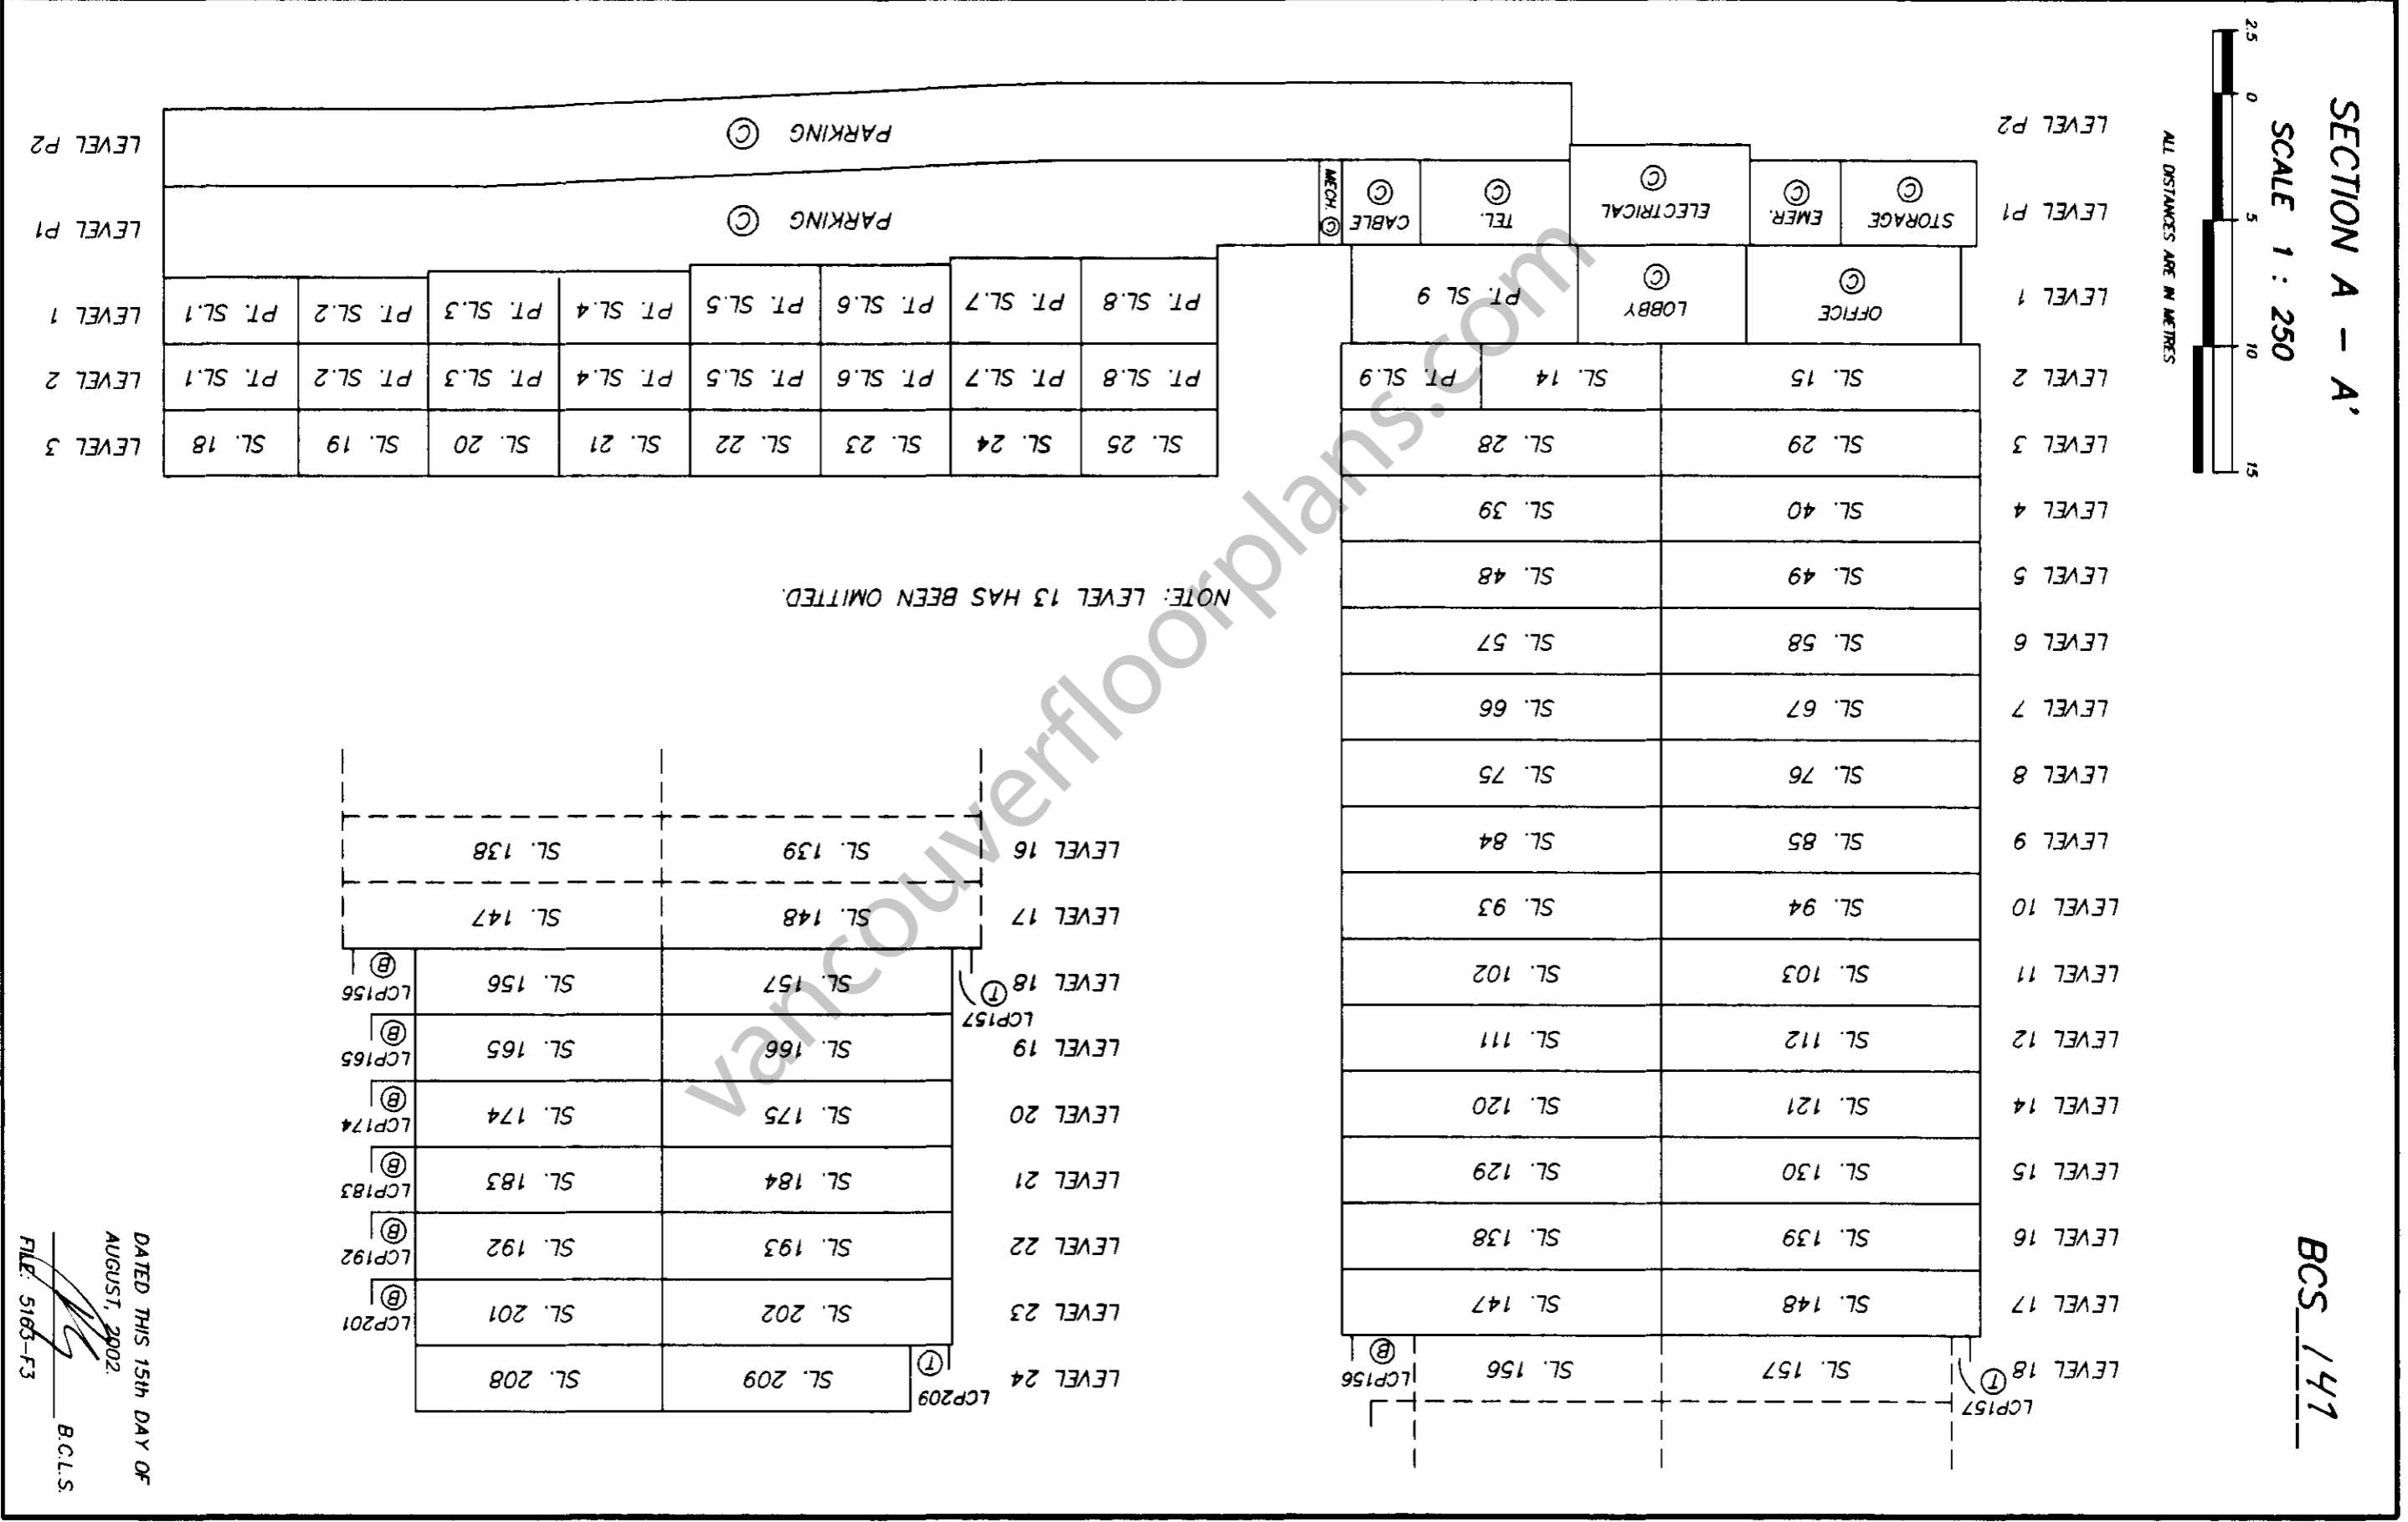 SECTION A - A'
SCALE 1 : 250
2.5 0 5 10 15
ALL DISTANCES ARE IN METRES
BCS 141
LEVEL 18 LCP157 T SL. 157 SL. 156 LCP156 B
LEVEL 17 SL. 148 SL. 147
LEVEL 16 SL. 139 SL. 138
LEVEL 15 SL. 130 SL. 129
LEVEL 14 SL. 121 SL. 120
LEVEL 12 SL. 112 SL. 111
LEVEL 11 SL. 103 SL. 102
LEVEL 10 SL. 94 SL. 93
LEVEL 9 SL. 85 SL. 84
LEVEL 8 SL. 76 SL. 75
LEVEL 7 SL. 67 SL. 66
LEVEL 6 SL. 58 SL. 57
LEVEL 5 SL. 49 SL. 48
LEVEL 4 SL. 40 SL. 39
LEVEL 3 SL. 29 SL. 28
LEVEL 2 SL. 15 SL. 14 PT. SL.9
LEVEL 1 OFFICE C LOBBY C PT. SL 9
LEVEL P1 STORAGE C EMER. C ELECTRICAL C TEL. C CABLE C MECH. C
LEVEL P2
LEVEL 24 LCP209 T SL. 209 SL. 208
LEVEL 23 SL. 202 SL. 201 LCP201 B
LEVEL 22 SL. 193 SL. 192 LCP192 B
LEVEL 21 SL. 184 SL. 183 LCP183 B
LEVEL 20 SL. 175 SL. 174 LCP174 B
LEVEL 19 SL. 166 SL. 165 LCP165 B
LEVEL 18 LCP157 T SL. 157 SL. 156 LCP156 B
LEVEL 17 SL. 148 SL. 147
LEVEL 16 SL. 139 SL. 138
NOTE: LEVEL 13 HAS BEEN OMITTED.
SL. 25 SL. 24 SL. 23 SL. 22 SL. 21 SL. 20 SL. 19 SL. 18 LEVEL 3
PT. SL.8 PT. SL.7 PT. SL.6 PT. SL.5 PT. SL.4 PT. SL.3 PT. SL.2 PT. SL.1 LEVEL 2
PT. SL.8 PT. SL.7 PT. SL.6 PT. SL.5 PT. SL.4 PT. SL.3 PT. SL.2 PT. SL.1 LEVEL 1
PARKING C LEVEL P1
PARKING C LEVEL P2
vancouverfloorplans.com
DATED THIS 15th DAY OF
AUGUST, 2002.
B.C.L.S.
FILE: 5163-F3